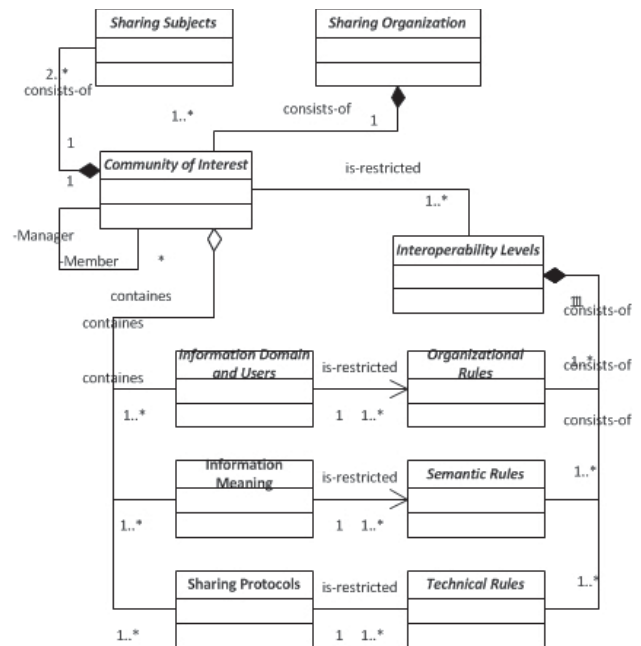 Sharing Subjects
Sharing Organization
2..*
consists-of
1..*
consists-of
1
1
Community of Interest
1
is-restricted
1..*
-Manager
-Member
*
Interoperability Levels
containes
consists-of
containes
Information Domain
and Users
is-restricted
Organizational
Rules
1..*
consists-of
containes
1..*
1
1..*
consists-of
Information
Meaning
is-restricted
Semantic Rules
1..*
1..*
1
1..*
Sharing Protocols
is-restricted
Technical Rules
1..*
1..*
1
1..*